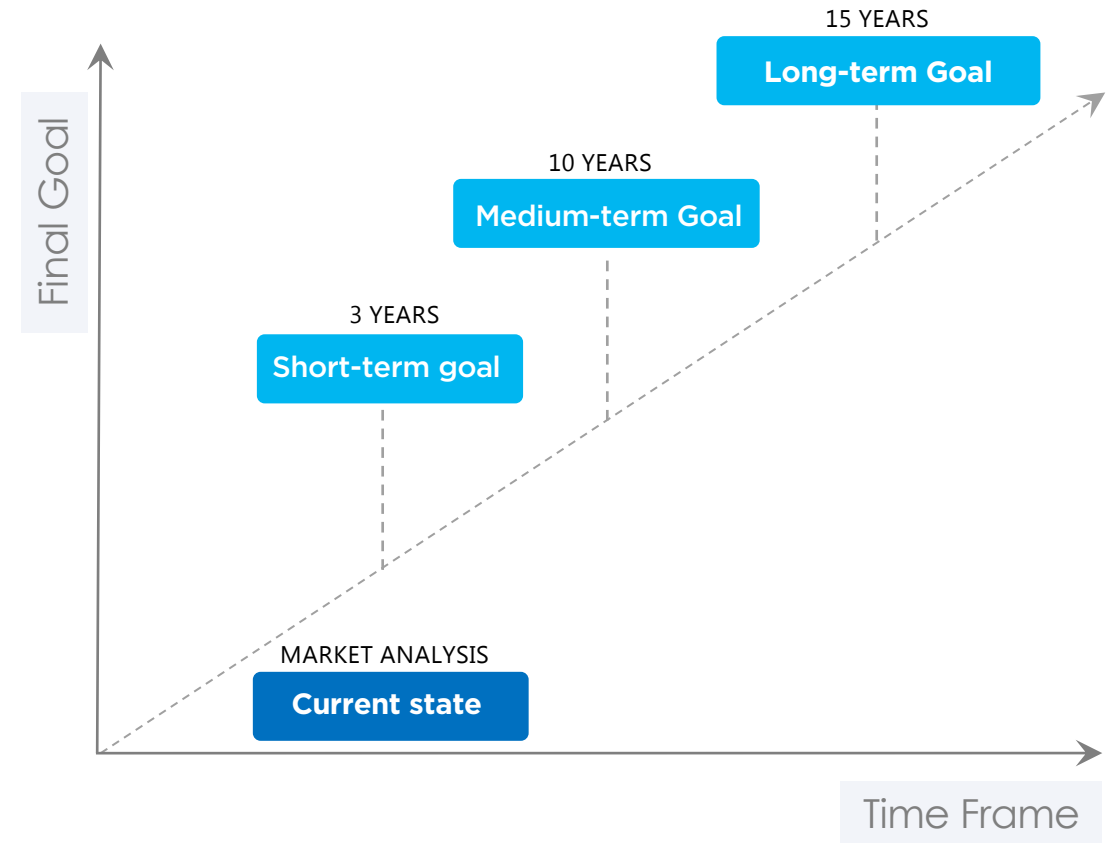 15 YEARS
Long-term Goal
10 YEARS
Medium-term Goal
Final Goal
3 YEARS
Short-term goal
MARKET ANALYSIS
Current state
Time Frame